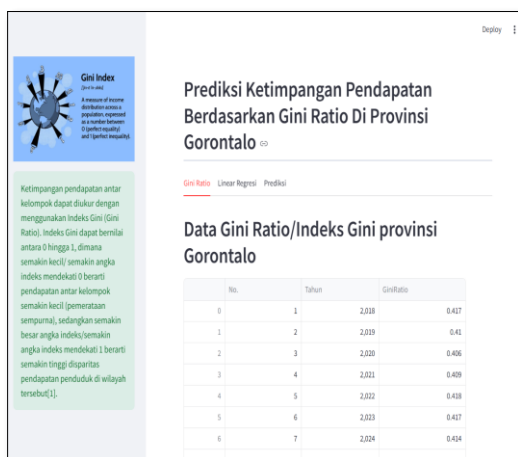 Deploy
Gini Index
A measure of income
distribution across a
population, expressed
as a number between
0 (perfect equality)
and 1 (perfect inequality).
Ketimpangan pendapatan antar
kelompok dapat diukur dengan
menggunakan Indeks Gini (Gini
Ratio). Indeks Gini dapat bernilai
antara 0 hingga 1, dimana
semakin kecil/ semakin angka
indeks mendekati 0 berarti
pendapatan antar kelompok
semakin kecil (pemerataan
sempurna), sedangkan semakin
besar angka indeks/semakin
angka indeks mendekati 1 berarti
semakin tinggi disparitas
pendapatan penduduk di wilayah
tersebut[1].
Prediksi Ketimpangan Pendapatan
Berdasarkan Gini Ratio Di Provinsi
Gorontalo
Gini Ratio Linear Regresi Prediksi
Data Gini Ratio/Indeks Gini provinsi
Gorontalo
No. Tahun GiniRatio
0 1 2,018 0.417
1 2 2,019 0.41
2 3 2,020 0.406
3 4 2,021 0.409
4 5 2,022 0.418
5 6 2,023 0.417
6 7 2,024 0.414